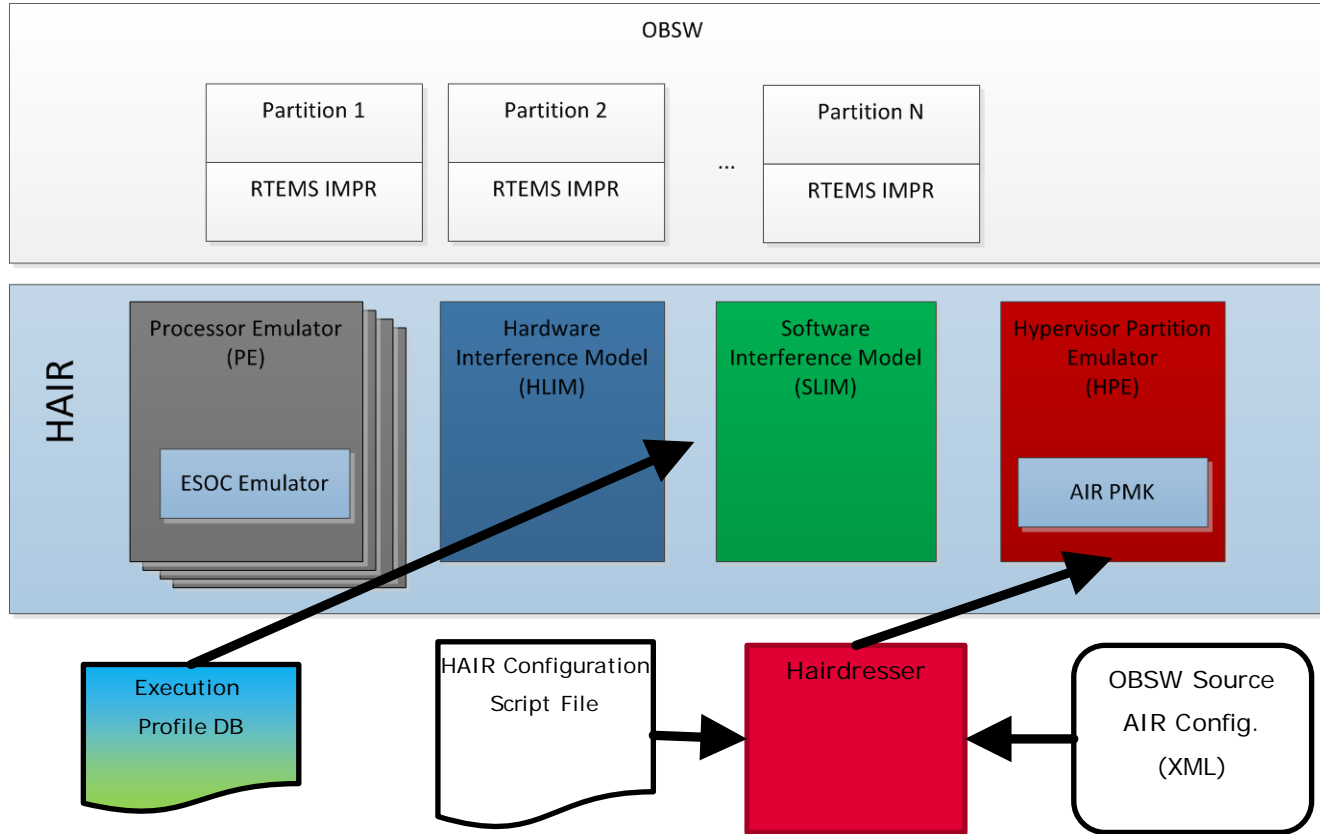 OBSW
Partition 1
RTEMS IMPR
Partition 2
RTEMS IMPR
...
Partition N
RTEMS IMPR
HAIR
Processor Emulator
(PE)
ESOC Emulator
Hardware
Interference Model
(HLIM)
Software
Interference Model
(SLIM)
Hypervisor Partition
Emulator
(HPE)
AIR PMK
Execution
Profile DB
HAIR Configuration
Script File
Hairdresser
OBSW Source
AIR Config.
(XML)